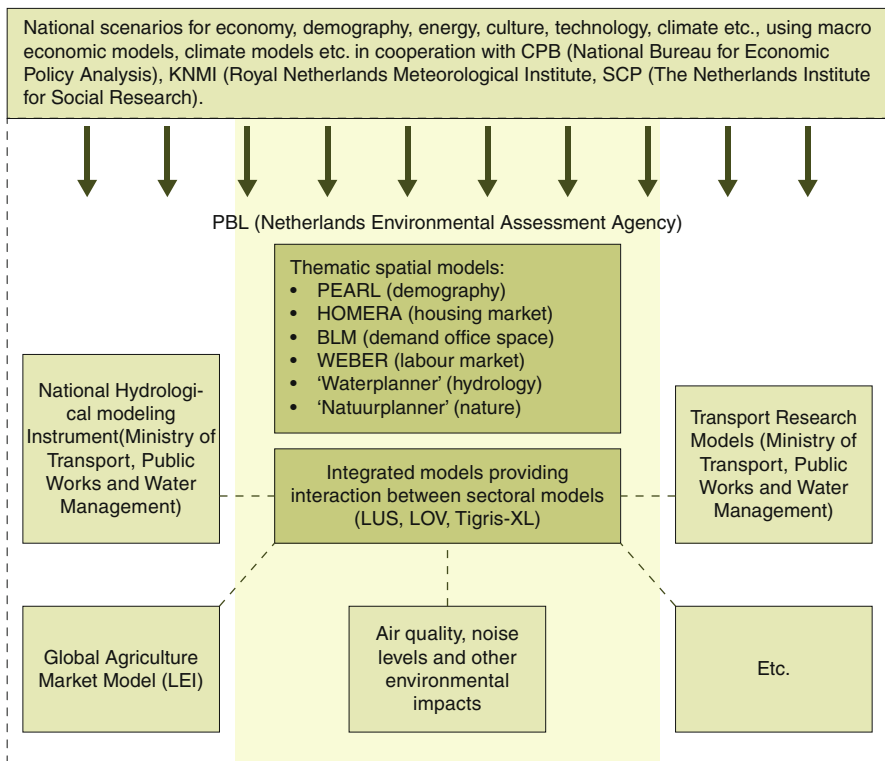 National scenarios for economy, demography, energy, culture, technology, climate etc., using macro
economic models, climate models etc. in cooperation with CPB (National Bureau for Economic
Policy Analysis), KNMI (Royal Netherlands Meteorological Institute, SCP (The Netherlands Institute
for Social Research).
PBL (Netherlands Environmental Assessment Agency)
Thematic spatial models:
• PEARL (demography)
• HOMERA (housing market)
• BLM (demand office space)
• WEBER (labour market)
• ‘Waterplanner’ (hydrology)
• ‘Natuurplanner’ (nature)
National Hydrologi-
cal modeling
Instrument(Ministry of
Transport, Public
Works and Water
Management)
Transport Research
Models (Ministry of
Transport, Public
Works and Water
Management)
Integrated models providing
interaction between sectoral models
(LUS, LOV, Tigris-XL)
Global Agriculture
Market Model (LEI)
Air quality, noise
levels and other
environmental
impacts
Etc.